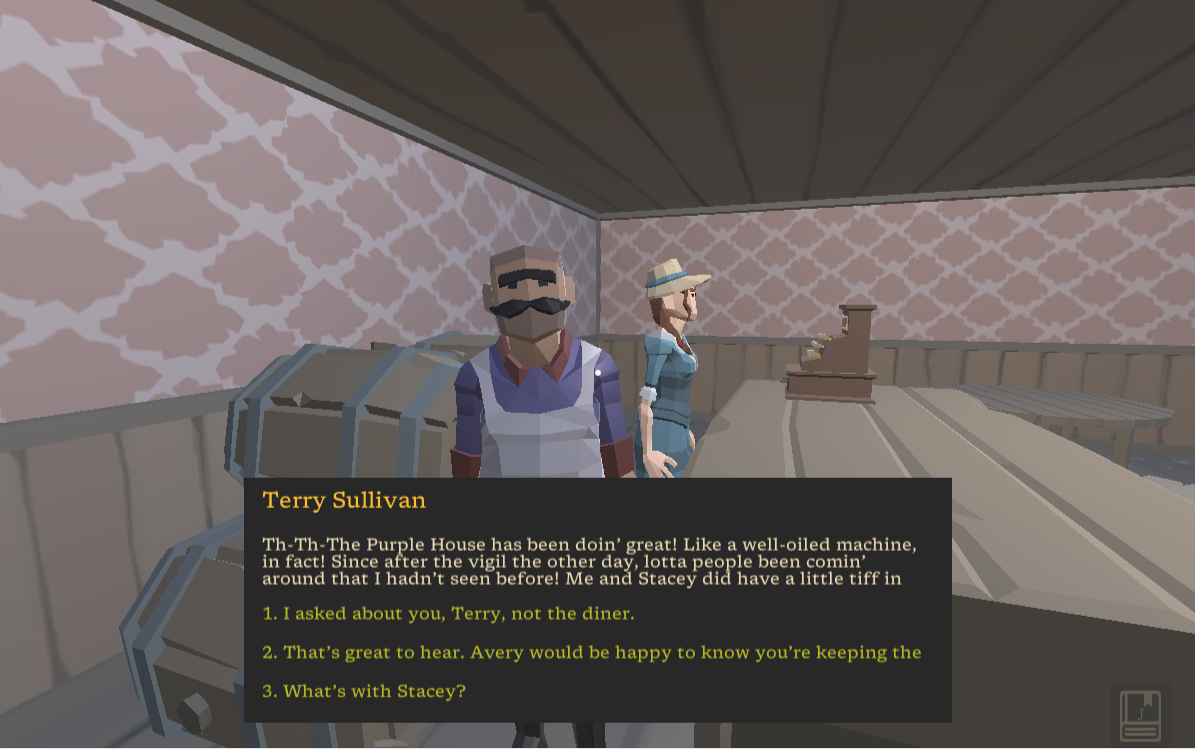 Terry Sullivan
Th-Th-The Purple House has been doin’ great! Like a well-oiled machine,
in fact! Since after the vigil the other day, lotta people been comin’
around that I hadn’t seen before! Me and Stacey did have a little tiff in
1. I asked about you, Terry, not the diner.
2. That’s great to hear. Avery would be happy to know you’re keeping the
3. What’s with Stacey?